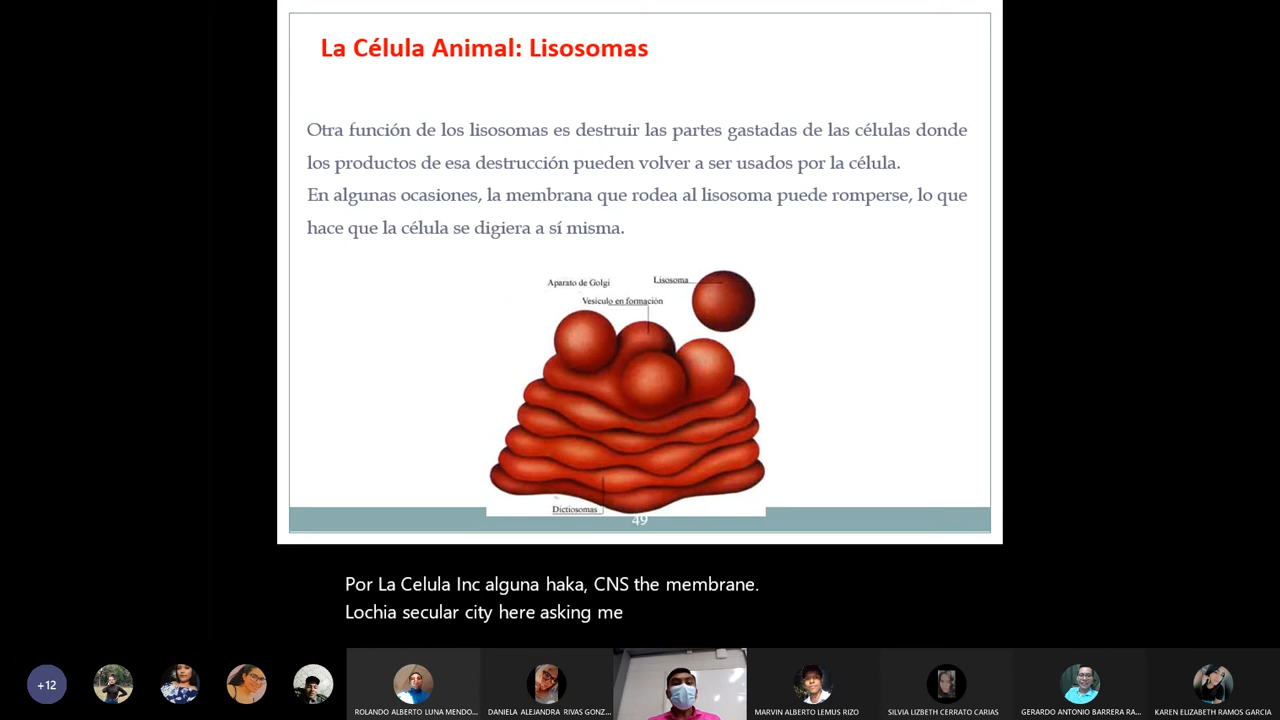 La Célula Animal: Lisosomas
Otra función de los lisosomas es destruir las partes gastadas de las células donde
los productos de esa destrucción pueden volver a ser usados por la célula.
En algunas ocasiones, la membrana que rodea al lisosoma puede romperse, lo que
hace que la célula se digiera a sí misma.
Aparato de Golgi
Lisosoma
Vesículo en formación
Dictiosomas
49
Por La Celula Inc alguna haka, CNS the membrane.
Lochia secular city here asking me
+12
ROLANDO ALBERTO LUNA MENDO...
DANIELA ALEJANDRA RIVAS GONZ...
MARVIN ALBERTO LEMUS RIZO
SILVIA LIZBETH CERRATO CARIAS
GERARDO ANTONIO BARRERA RA...
KAREN ELIZABETH RAMOS GARCIA